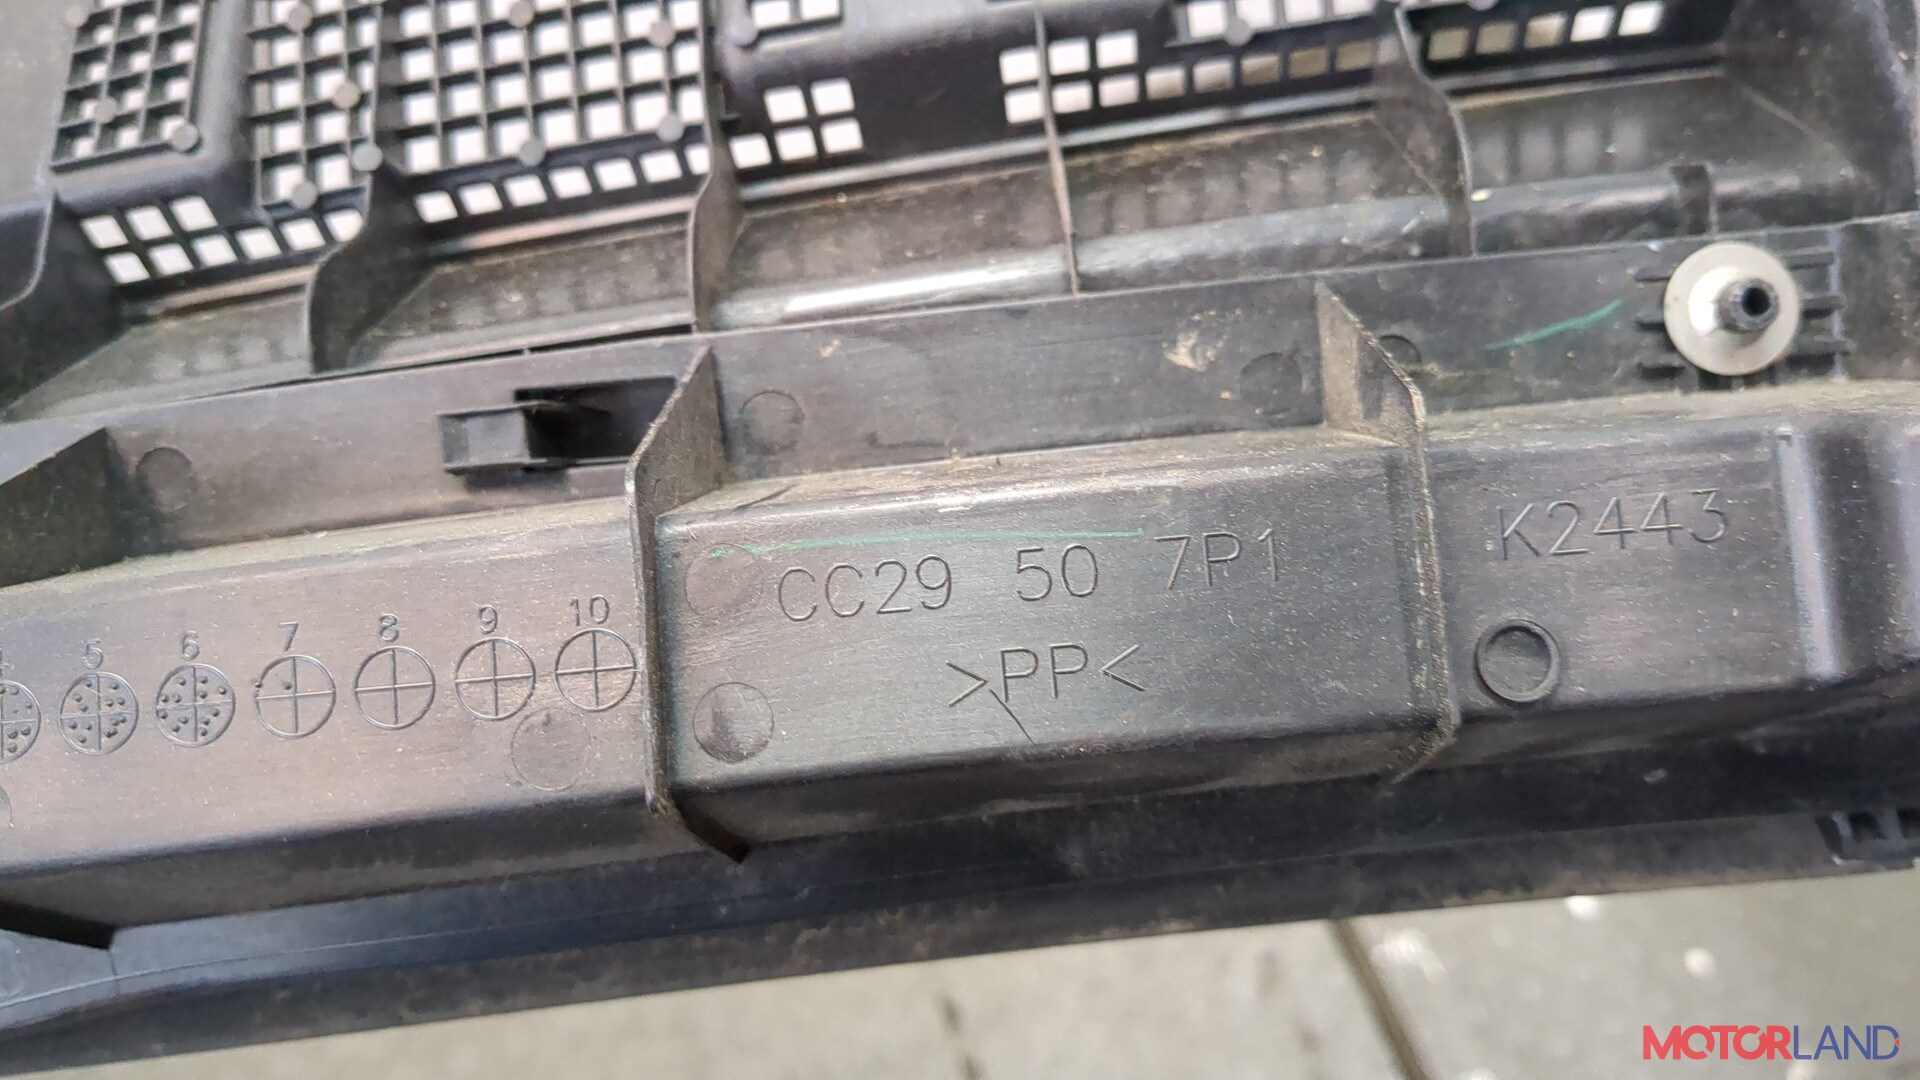 CC29 50 7P1
K2443
>PP<
5 6 7 8 9 10
MOTORLAND